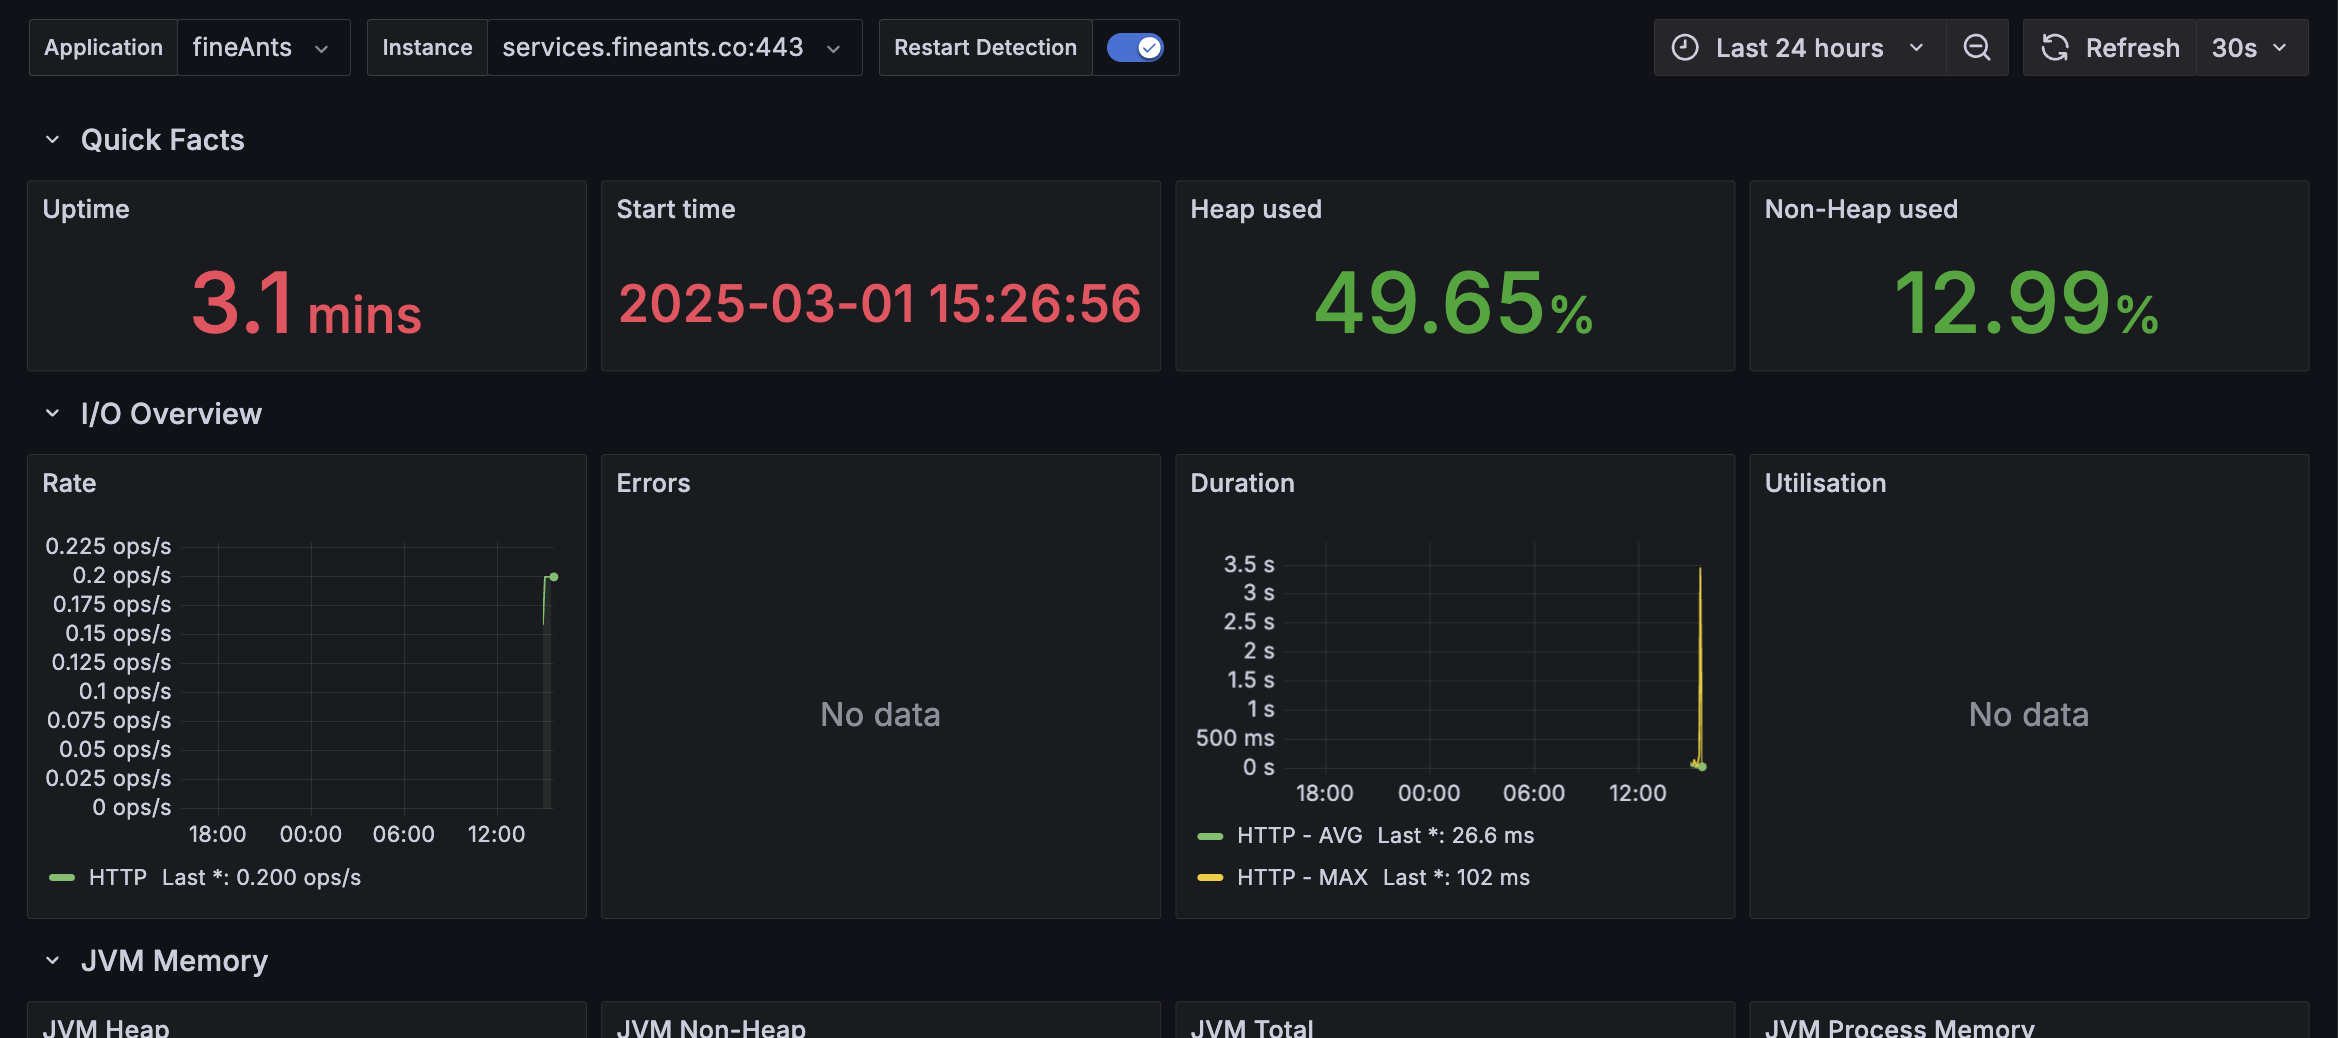 Application fineAnts Instance services.fineants.co:443 Restart Detection Last 24 hours Refresh 30s
Quick Facts
Uptime
3.1 mins
Start time
2025-03-01 15:26:56
Heap used
49.65%
Non-Heap used
12.99%
I/O Overview
Rate
0.225 ops/s
0.2 ops/s
0.175 ops/s
0.15 ops/s
0.125 ops/s
0.1 ops/s
0.075 ops/s
0.05 ops/s
0.025 ops/s
0 ops/s
18:00 00:00 06:00 12:00
HTTP Last *: 0.200 ops/s
Errors
No data
Duration
3.5 s
3 s
2.5 s
2 s
1.5 s
1 s
500 ms
0 s
18:00 00:00 06:00 12:00
HTTP - AVG Last *: 26.6 ms
HTTP - MAX Last *: 102 ms
Utilisation
No data
JVM Memory
JVM Heap
JVM Non-Heap
JVM Total
JVM Process Memory